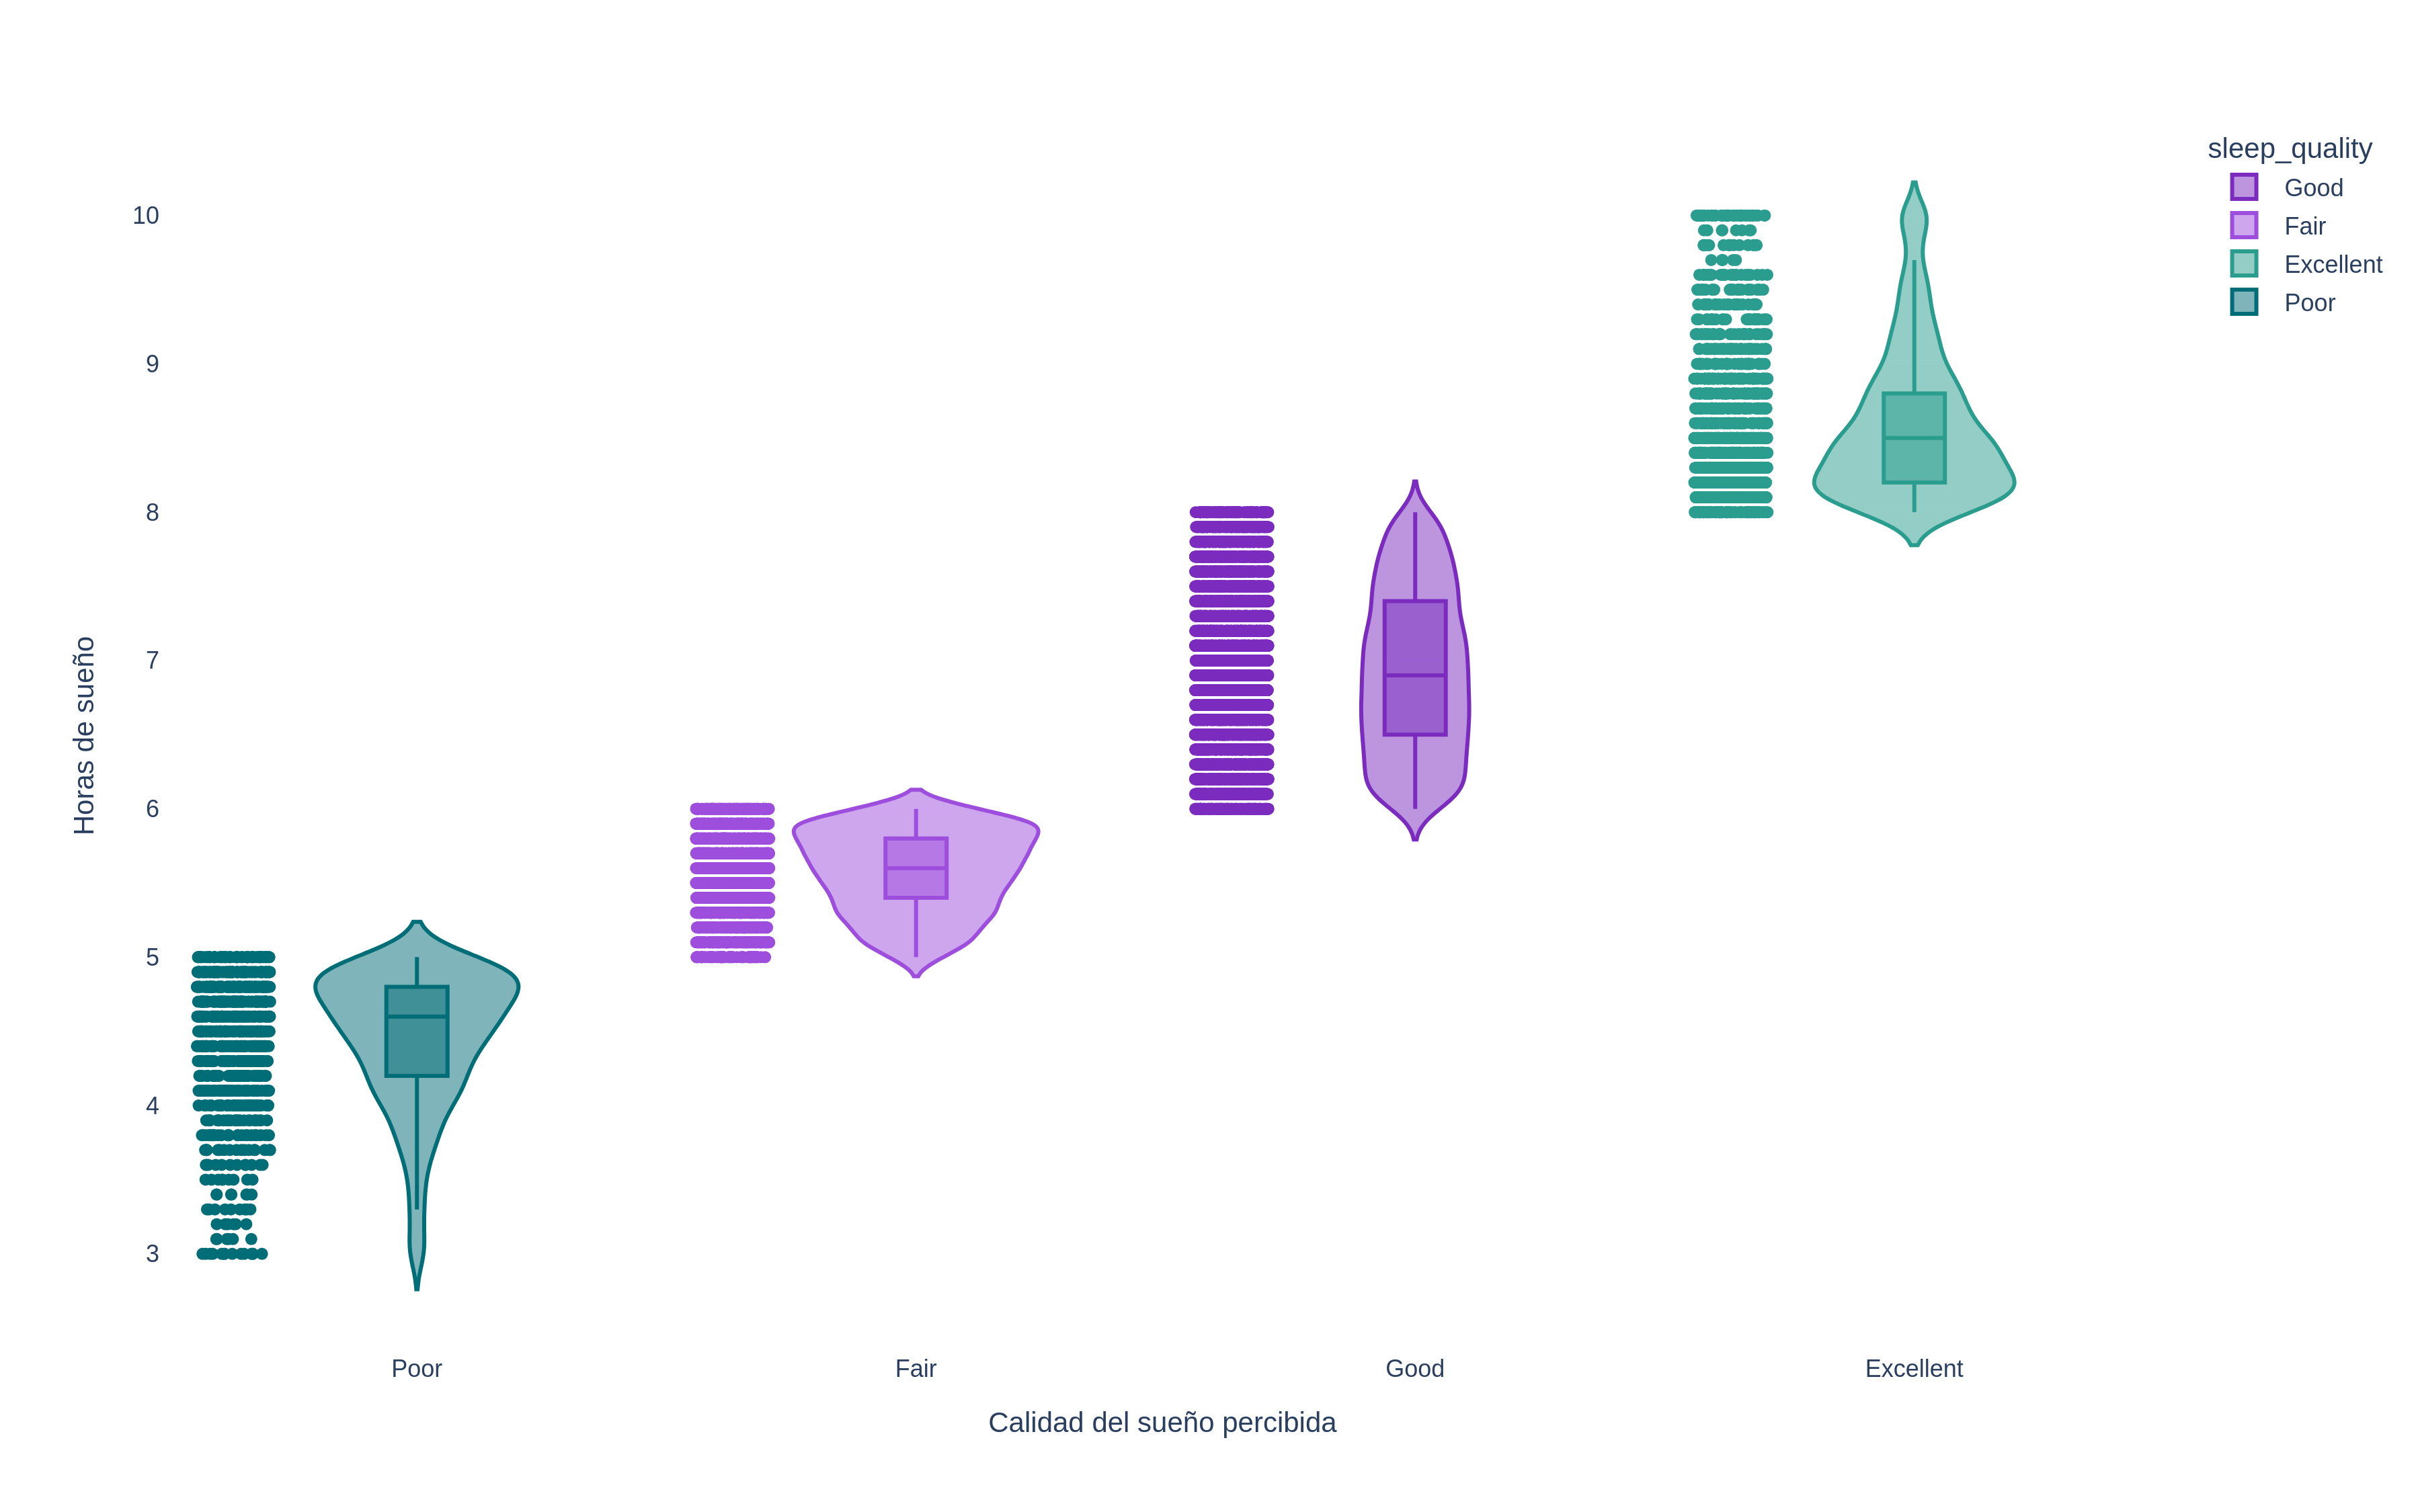 sleep_quality
Good
Fair
Excellent
Poor
10
9
8
7
6
5
4
3
Horas de sueño
Poor
Fair
Good
Excellent
Calidad del sueño percibida